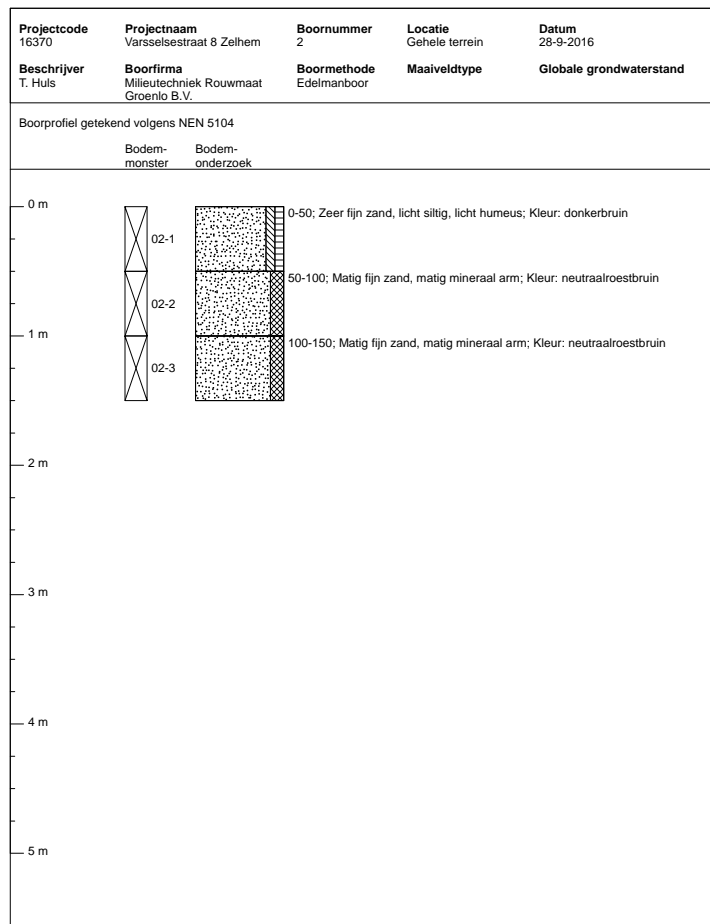 Projectcode Projectnaam Boornummer Locatie Datum
16370 Varsselsestraat 8 Zelhem 2 Gehele terrein 28-9-2016
Beschrijver Boorfirma Boormethode Maaiveldtype Globale grondwaterstand
T. Huls Milieutechniek Rouwmaat Edelmanboor
Groenlo B.V.
Boorprofiel getekend volgens NEN 5104
Bodem- Bodem-
monster onderzoek
0 m 0-50; Zeer fijn zand, licht siltig, licht humeus; Kleur: donkerbruin
02-1
50-100; Matig fijn zand, matig mineraal arm; Kleur: neutraalroestbruin
02-2
1 m 100-150; Matig fijn zand, matig mineraal arm; Kleur: neutraalroestbruin
02-3
2 m
3 m
4 m
5 m